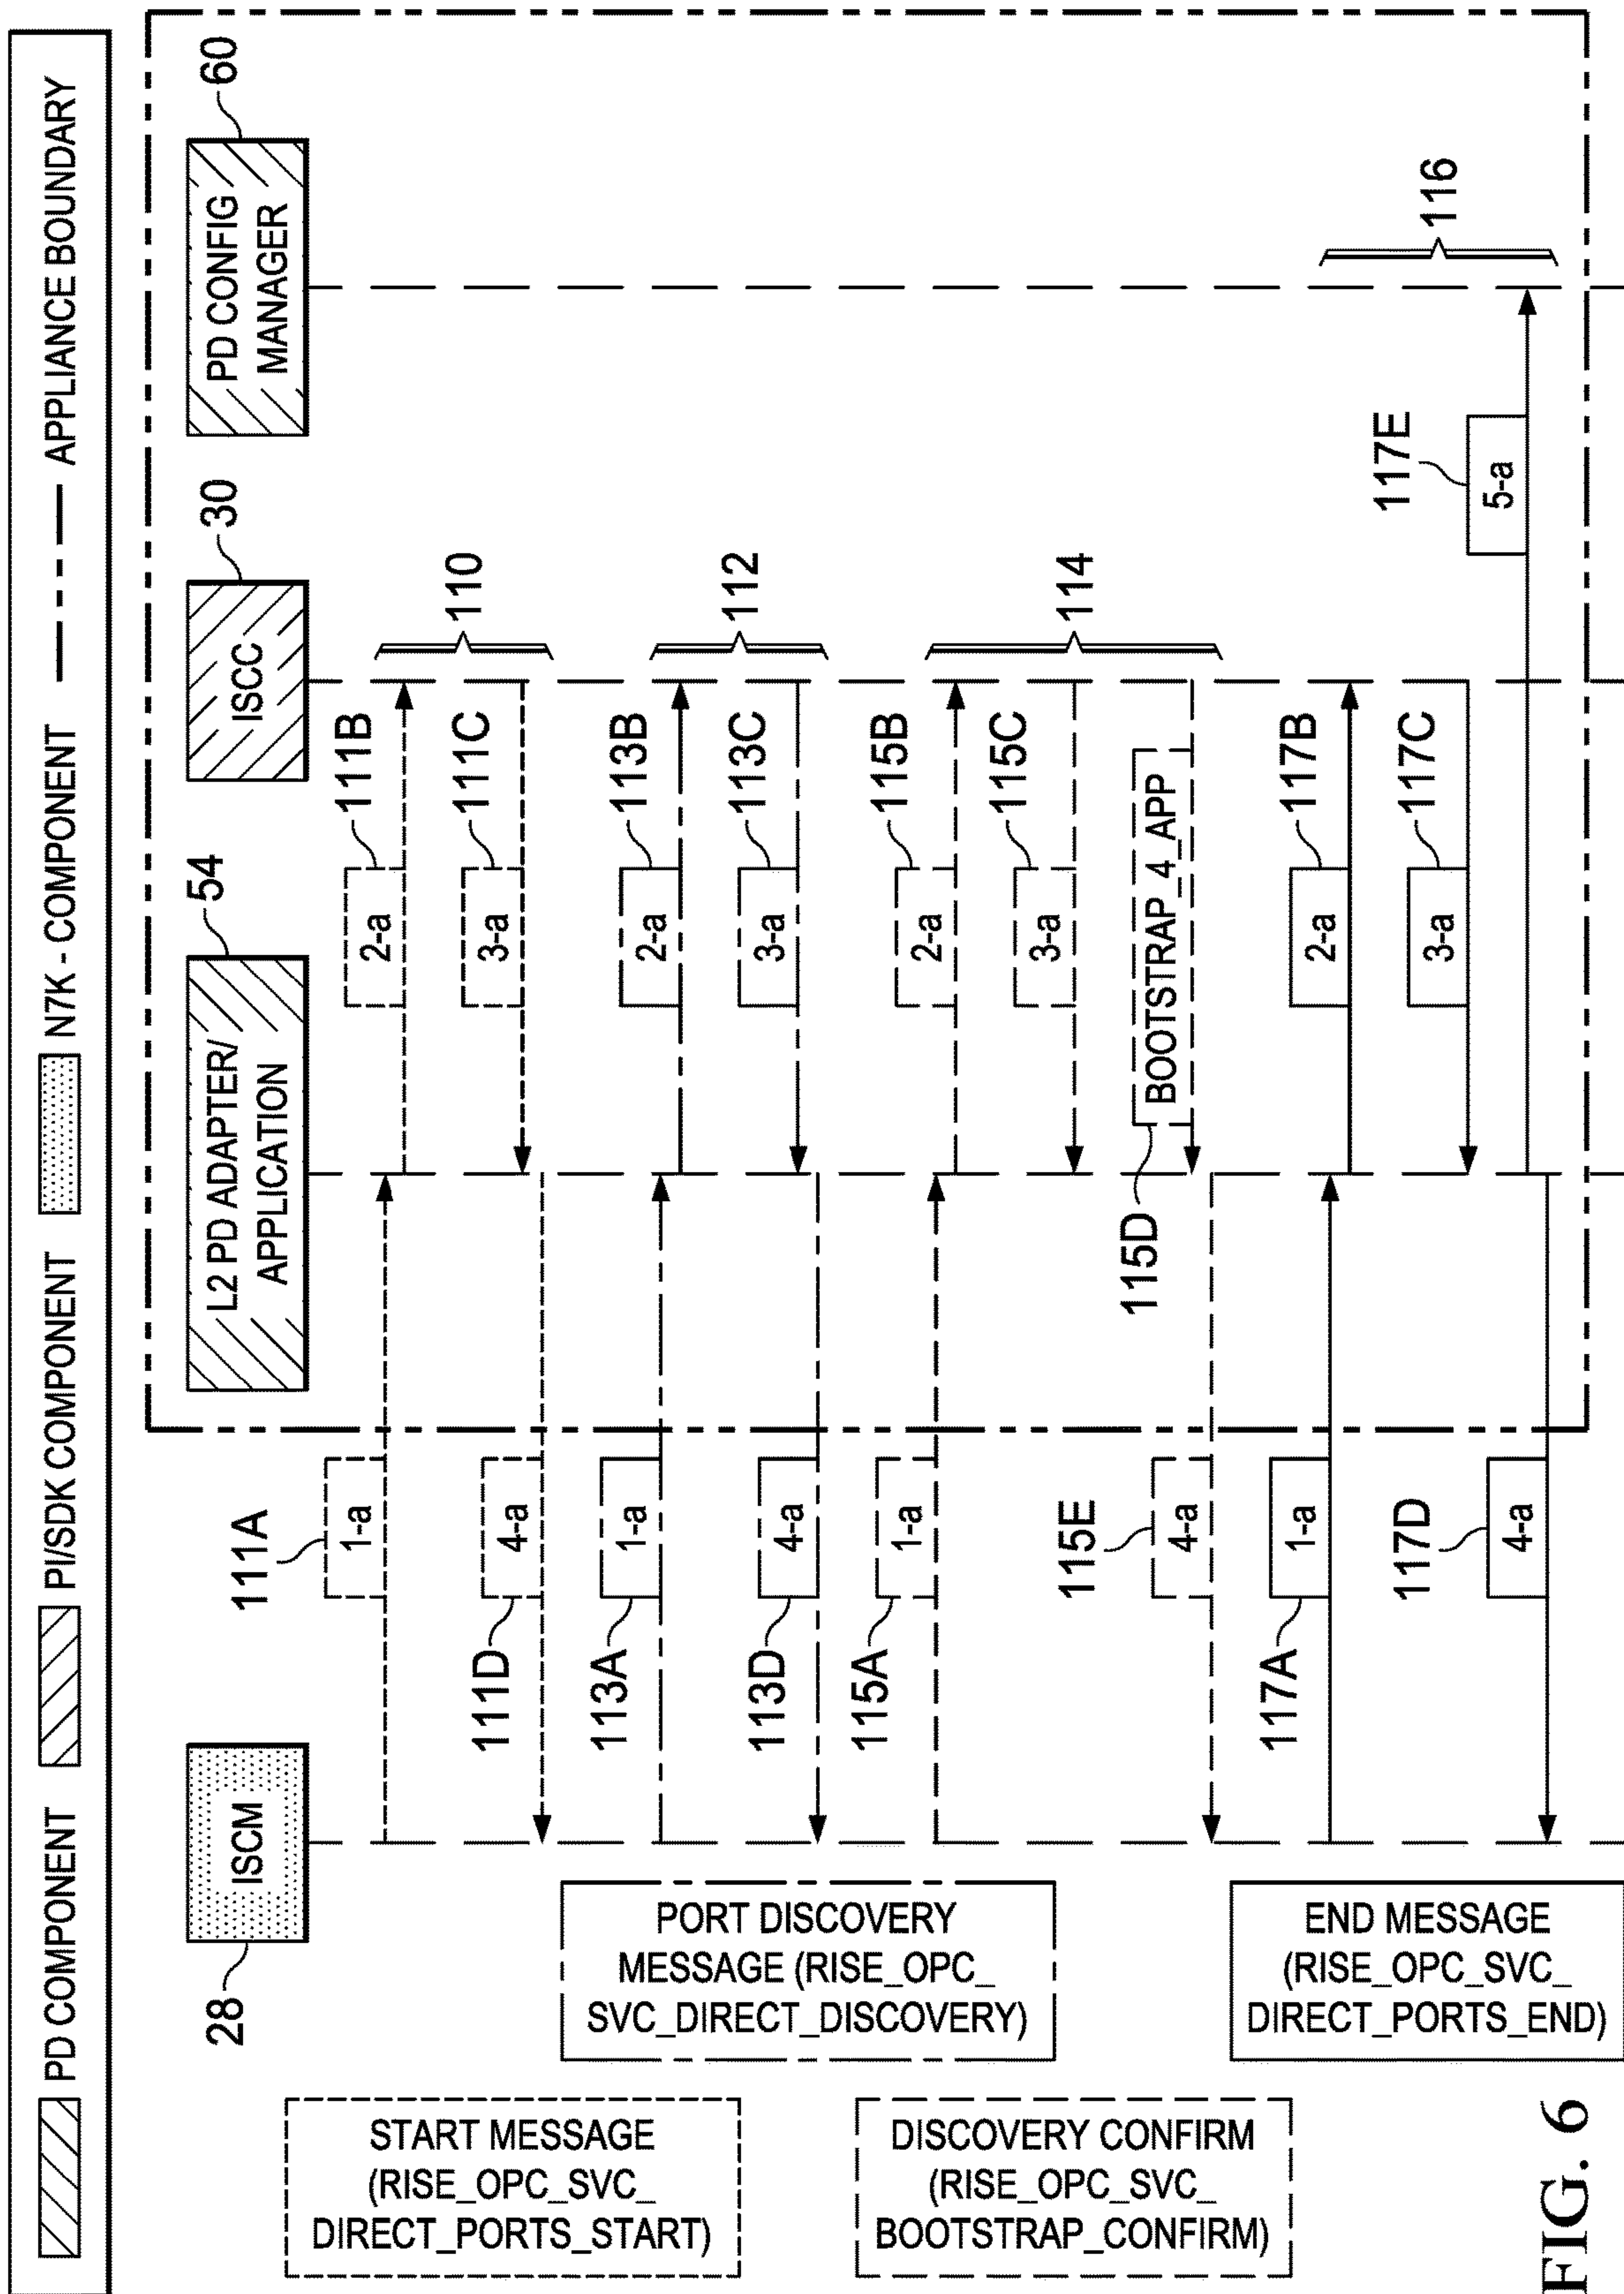 PD COMPONENT
PI/SDK COMPONENT
N7K - COMPONENT
APPLIANCE BOUNDARY
28
ISCM
54
L2 PD ADAPTER/
APPLICATION
30
ISCC
60
PD CONFIG
MANAGER
START MESSAGE
(RISE_OPC_SVC_
DIRECT_PORTS_START)
111A
1-a
2-a
111B
110
3-a
111C
111D
4-a
PORT DISCOVERY
MESSAGE (RISE_OPC_
SVC_DIRECT_DISCOVERY)
113A
1-a
2-a
113B
112
3-a
113C
113D
4-a
DISCOVERY CONFIRM
(RISE_OPC_SVC_
BOOTSTRAP_CONFIRM)
115A
1-a
2-a
115B
114
3-a
115C
115D
BOOTSTRAP_4_APP
115E
4-a
END MESSAGE
(RISE_OPC_SVC_
DIRECT_PORTS_END)
117A
1-a
2-a
117B
116
3-a
117C
117E
5-a
117D
4-a
FIG. 6